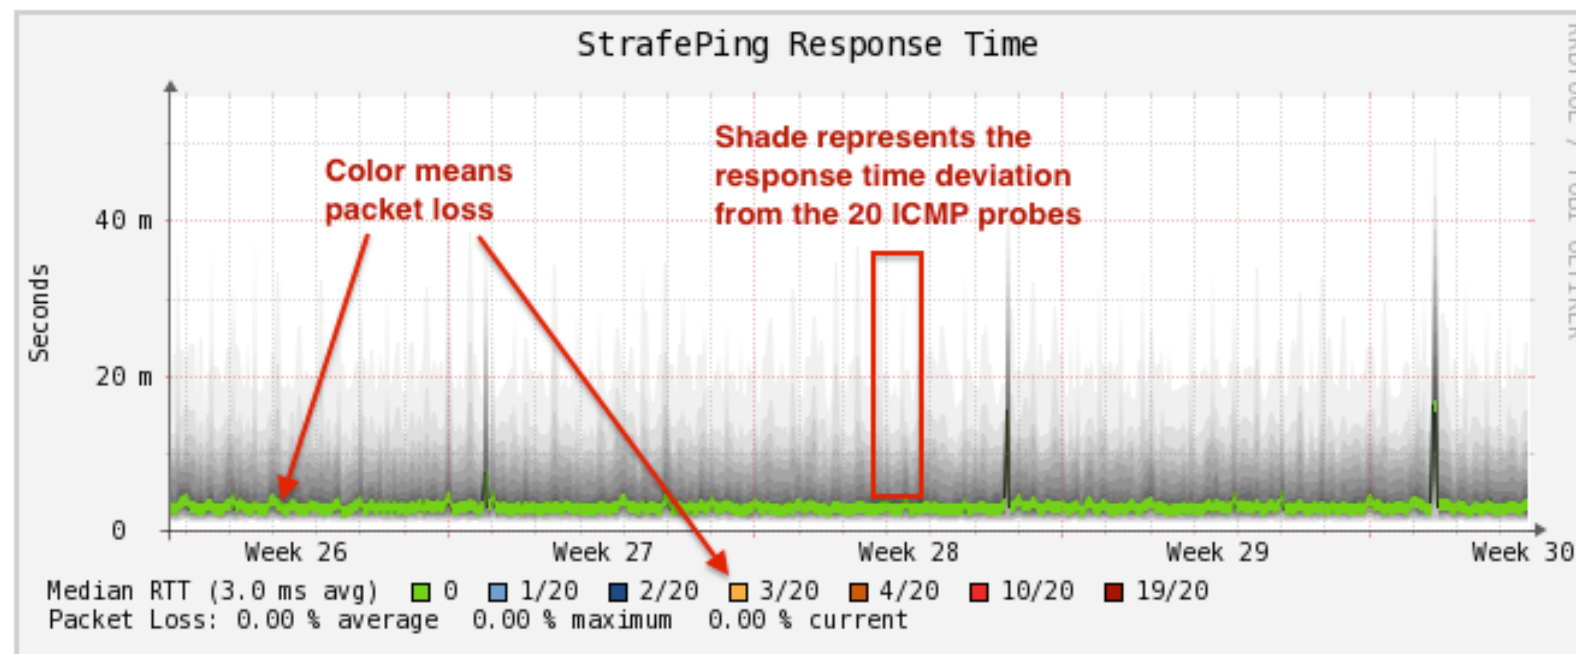 StrafePing Response Time
Color means
packet loss
Shade represents the
response time deviation
from the 20 ICMP probes
Seconds
40 m
20 m
0
Week 26 Week 27 Week 28 Week 29 Week 30
Median RTT (3.0 ms avg) 0 1/20 2/20 3/20 4/20 10/20 19/20
Packet Loss: 0.00 % average 0.00 % maximum 0.00 % current